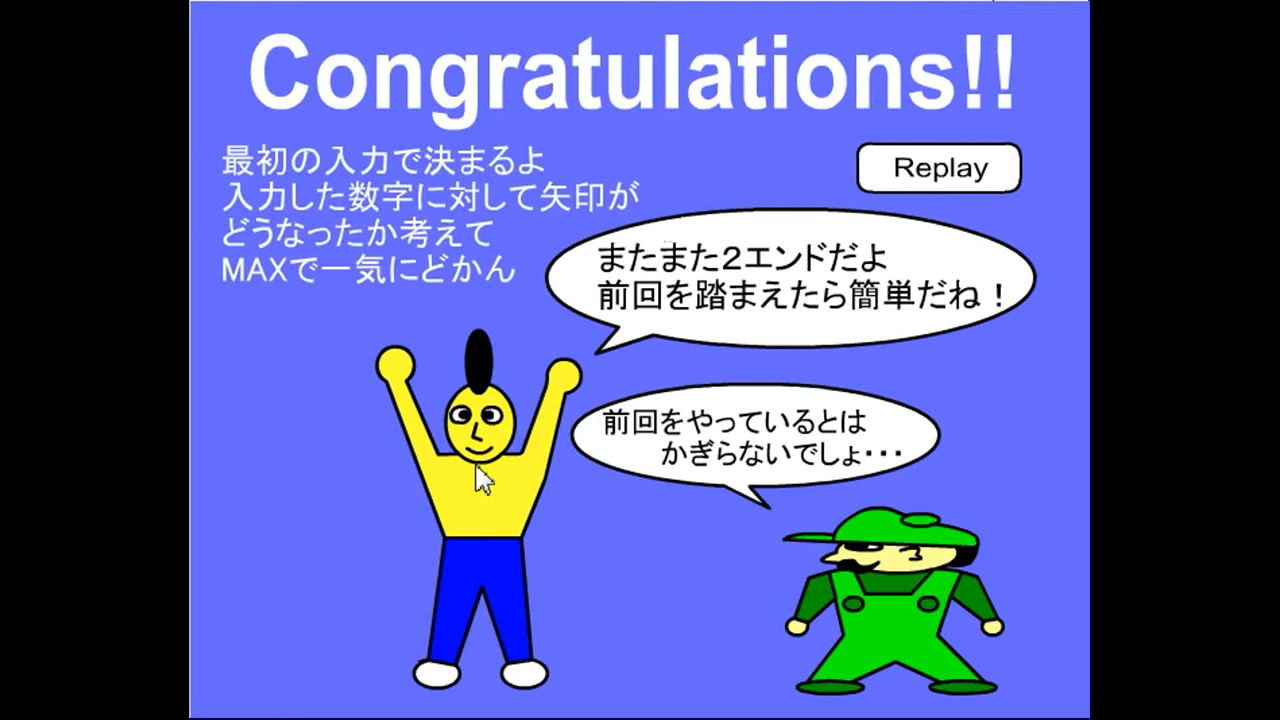 Congratulations!!
最初の入力で決まるよ
入力した数字に対して矢印が
どうなったか考えて
MAXで一気にどかん
Replay
またまた２エンドだよ
前回を踏まえたら簡単だね！
前回をやっているとは
かぎらないでしょ・・・